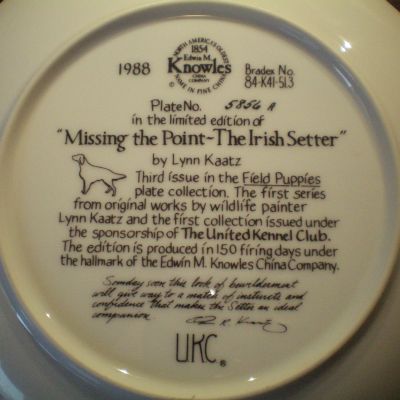 1988
NORTH AMERICA'S OLDEST
1854
Edwin M.
Knowles
CHINA
COMPANY
NAME IN FINE CHINA
Bradex No.
84-K41-51.3
Plate No. 5856 A
in the limited edition of
"Missing the Point~The Irish Setter"
by Lynn Kaatz
Third issue in the Field Puppies
plate collection. The first series
from original works by wildlife painter
Lynn Kaatz and the first collection issued under
the sponsorship of The United Kennel Club.
The edition is produced in 150 firing days under
the hallmark of the Edwin M. Knowles China Company.
Someday soon this look of bewilderment
will give way to a match of instincts and
confidence that makes the Setter an ideal
companion.
UKC®